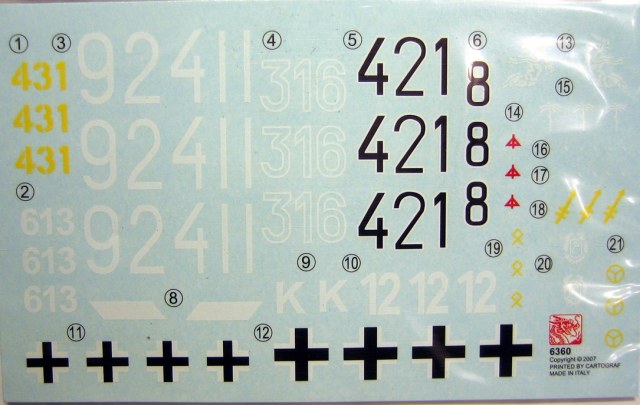 ① ③ ④ ⑤ ⑥ ⑬
431 92411 316 421 8
⑮
⑭
431 92411 316 421 8
⑯
431
⑰
② ⑱
613 92411 316 421 8
⑲ ㉑
613
⑨ ⑩ ⑳
613 ⑧ K K 12 12 12
⑪ ⑫
6360
Copyright © 2007
PRINTED BY CARTOGRAF
MADE IN ITALY